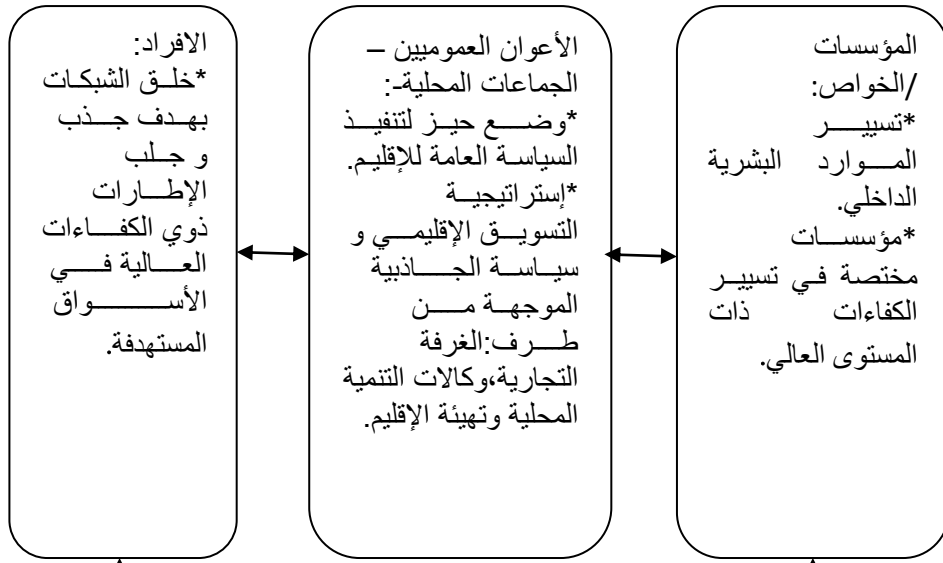 المؤسسات
/الخواص:
*تسيير
الموارد البشرية
الداخلي.
*مؤسسات
مختصة في تسيير
الكفاءات ذات
المستوى العالي.
الأعوان العموميين –
الجماعات المحلية-:
*وضع حيز لتنفيذ
السياسة العامة للإقليم.
*إستراتيجية
التسويق الإقليمي و
سياسة الجاذبية
الموجهة من
طرف:الغرفة
التجارية،وكالات التنمية
المحلية وتهيئة الإقليم.
الافراد:
*خلق الشبكات
بهدف جذب
و جلب
الإطارات
ذوي الكفاءات
العالية في
الأسواق
المستهدفة.